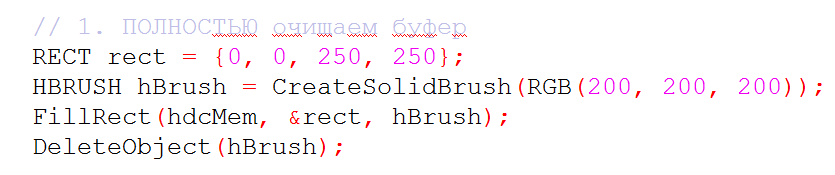 // 1. ПОЛНОСТЬЮ очищаем буфер
RECT rect = {0, 0, 250, 250};
HBRUSH hBrush = CreateSolidBrush(RGB(200, 200, 200));
FillRect(hdcMem, &rect, hBrush);
DeleteObject(hBrush);